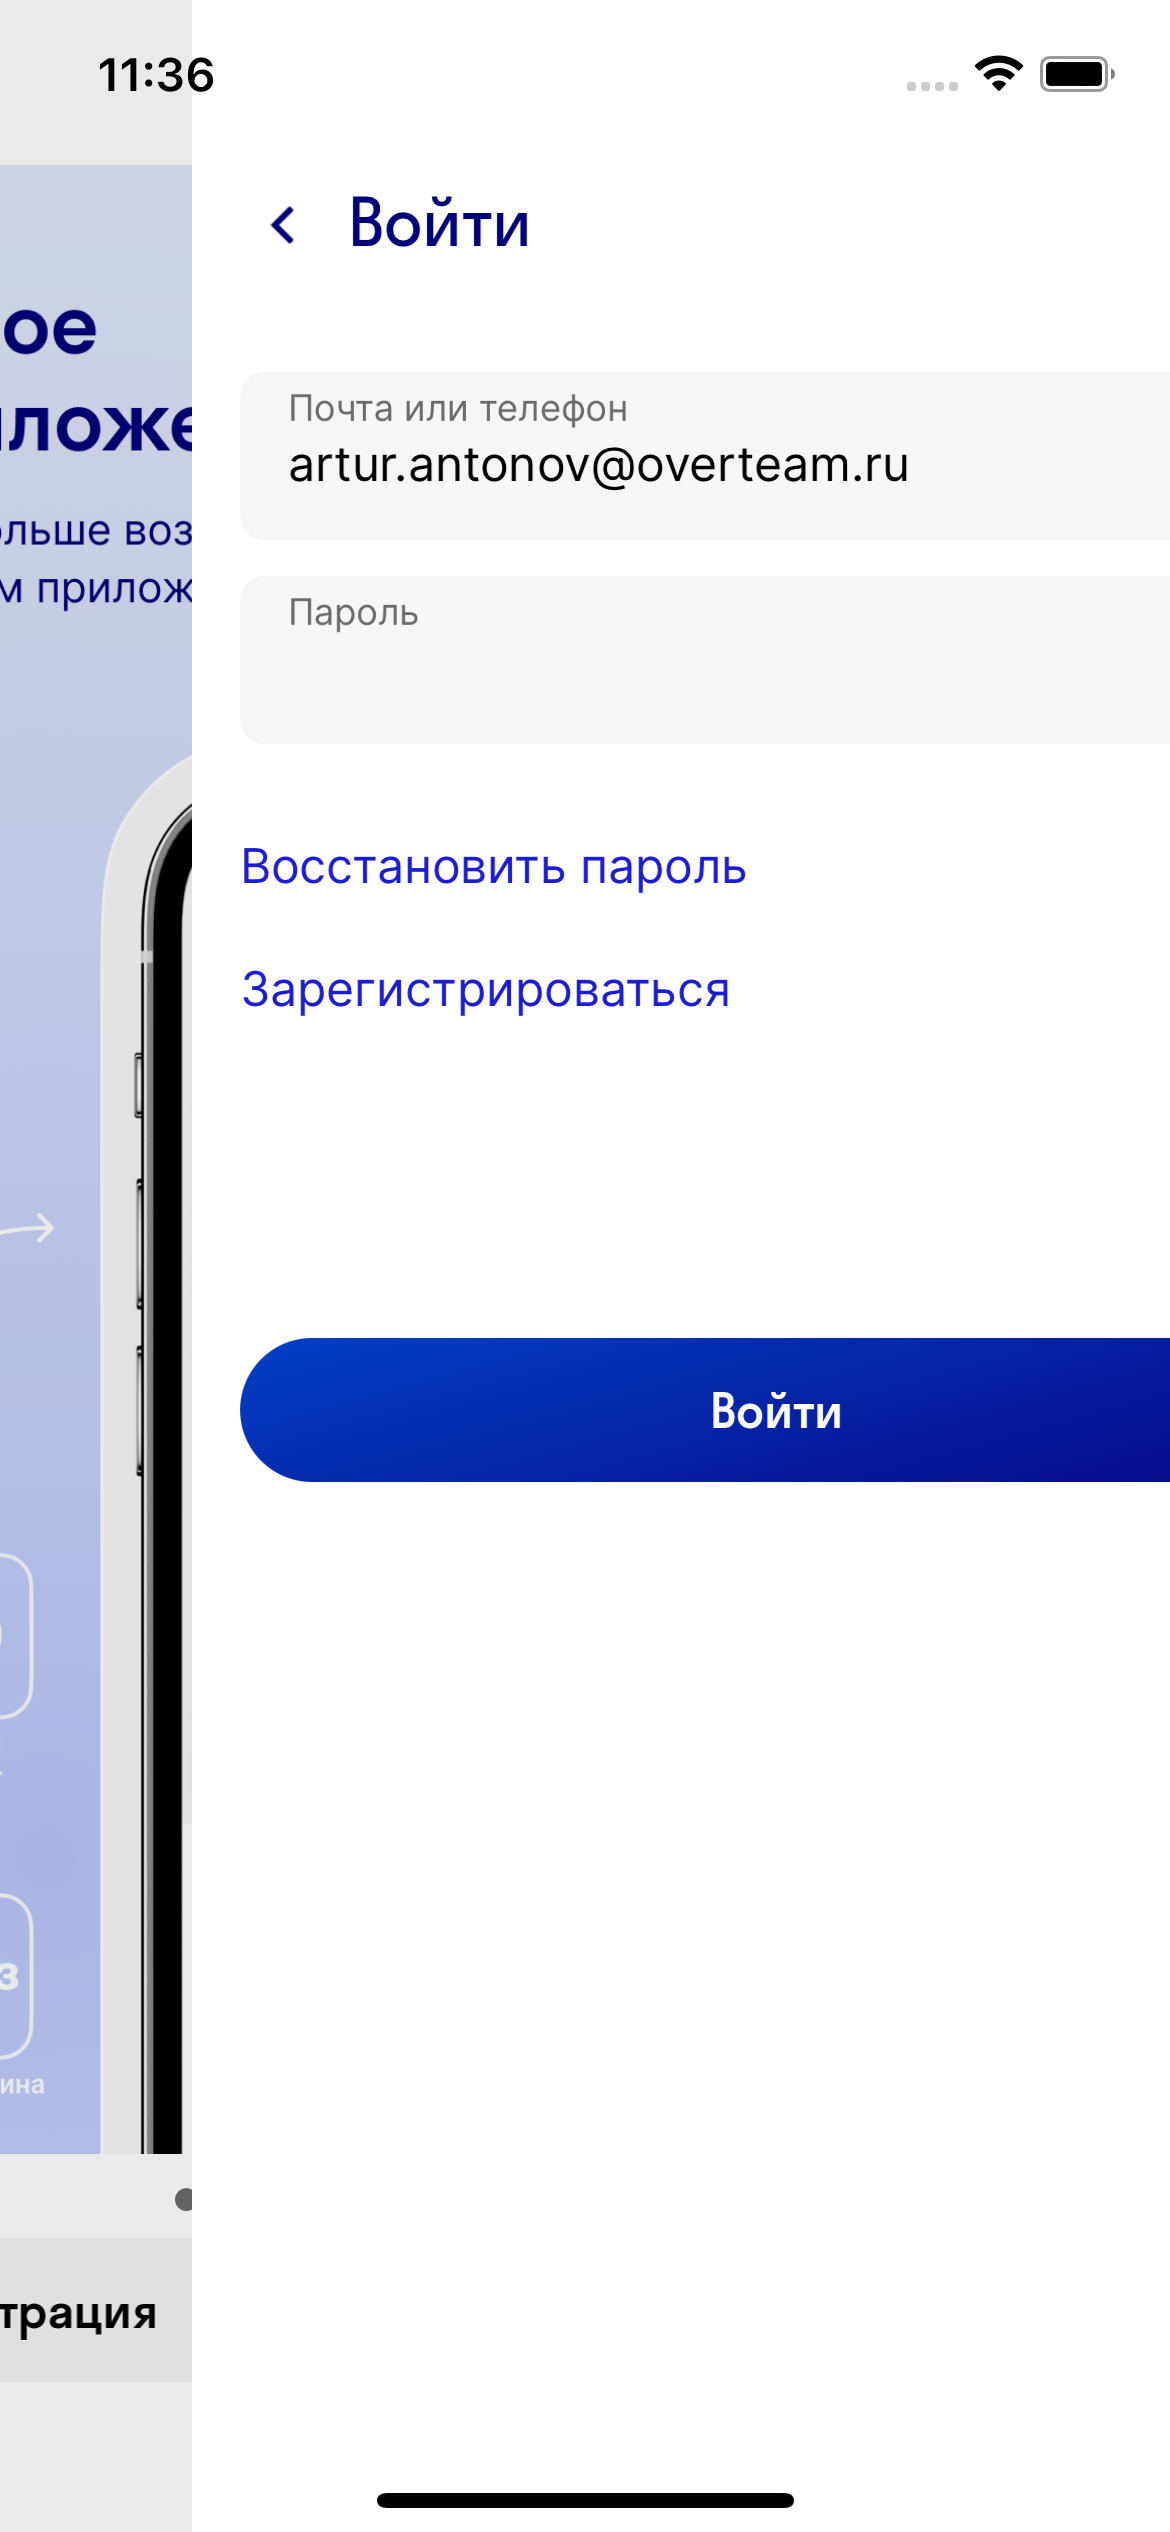 11:36
Войти
ое
ложе
Почта или телефон
artur.antonov@overteam.ru
льше воз
м прилож
Пароль
Восстановить пароль
Зарегистрироваться
Войти
з
ина
трация